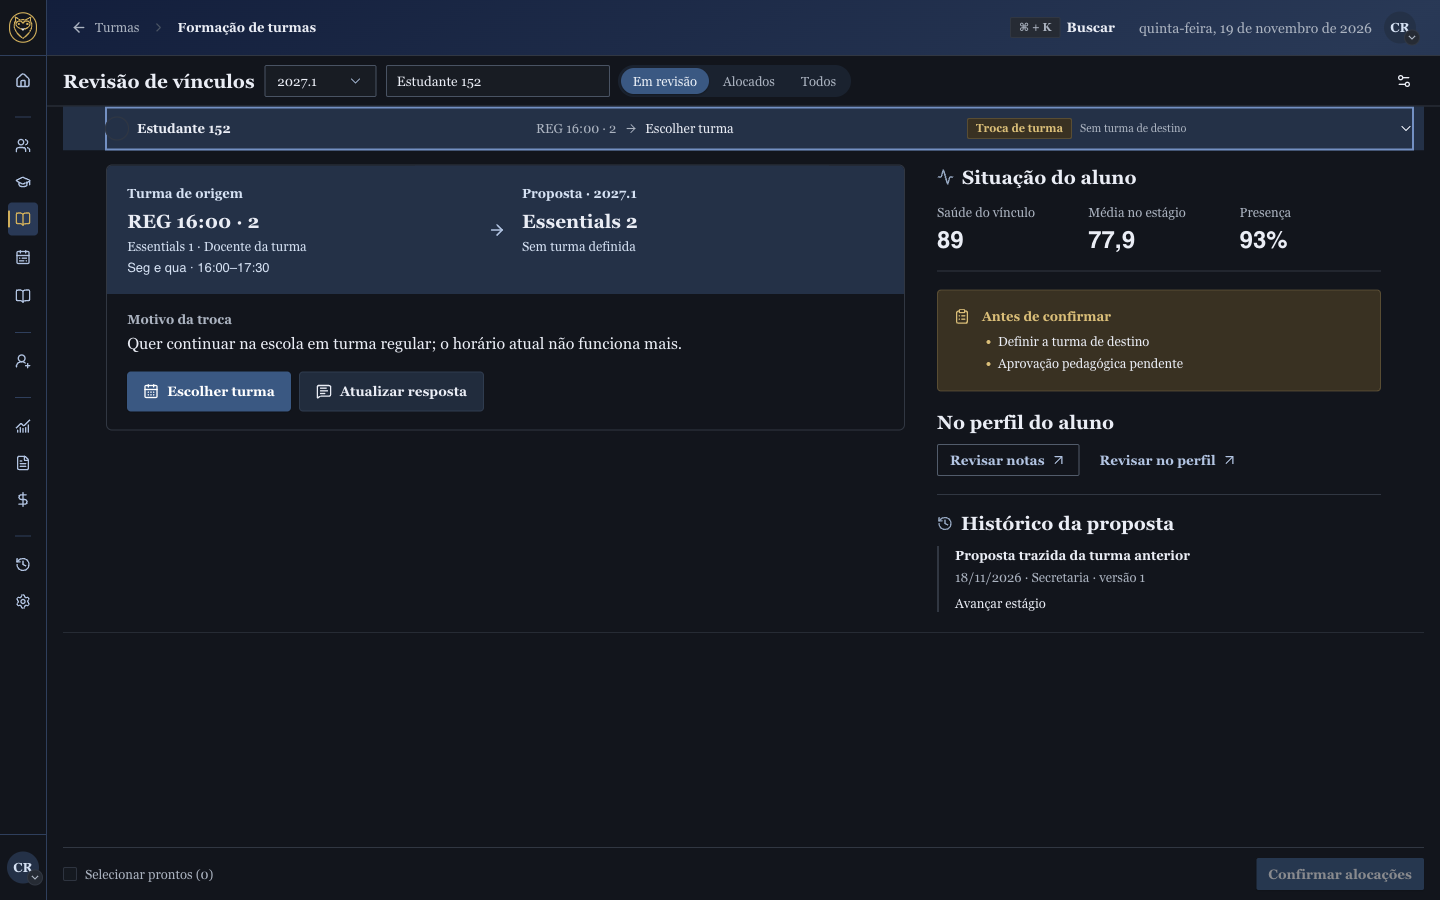 Turmas
Formação de turmas
⌘ + K
Buscar
quinta-feira, 19 de novembro de 2026
CR
Revisão de vínculos
2027.1
Estudante 152
Em revisão
Alocados
Todos
Estudante 152
REG 16:00 · 2 → Escolher turma
Troca de turma
Sem turma de destino
Turma de origem
REG 16:00 · 2
Essentials 1 · Docente da turma
Seg e qua · 16:00–17:30
Proposta · 2027.1
Essentials 2
Sem turma definida
Motivo da troca
Quer continuar na escola em turma regular; o horário atual não funciona mais.
Escolher turma
Atualizar resposta
Situação do aluno
Saúde do vínculo
89
Média no estágio
77,9
Presença
93%
Antes de confirmar
• Definir a turma de destino
• Aprovação pedagógica pendente
No perfil do aluno
Revisar notas
Revisar no perfil
Histórico da proposta
Proposta trazida da turma anterior
18/11/2026 · Secretaria · versão 1
Avançar estágio
CR
Selecionar prontos (0)
Confirmar alocações